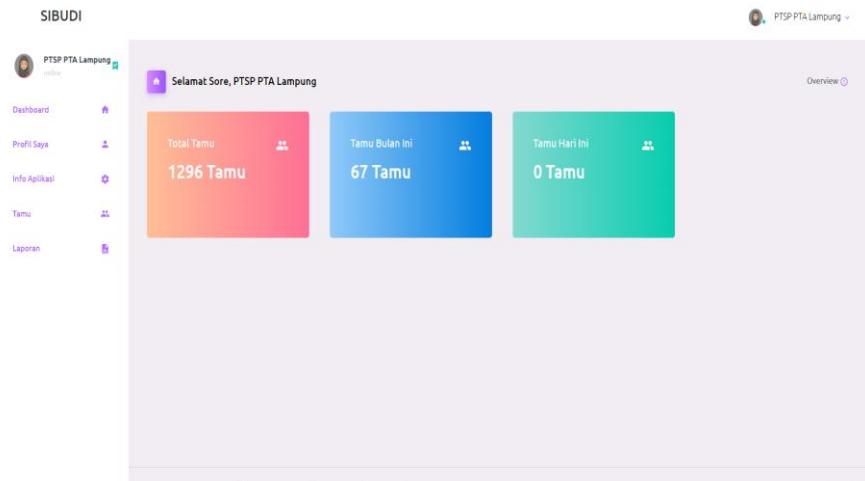 SIBUDI
PTSP PTA Lampung
PTSP PTA Lampung
online
Dashboard
Profil Saya
Info Aplikasi
Tamu
Laporan
Selamat Sore, PTSP PTA Lampung
Overview
Total Tamu
1296 Tamu
Tamu Bulan Ini
67 Tamu
Tamu Hari Ini
0 Tamu